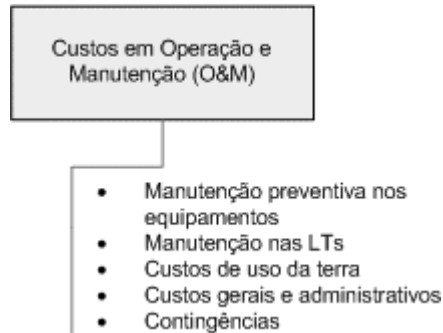 Custos em Operação e
Manutenção (O&M)
• Manutenção preventiva nos
equipamentos
• Manutenção nas LTs
• Custos de uso da terra
• Custos gerais e administrativos
• Contingências